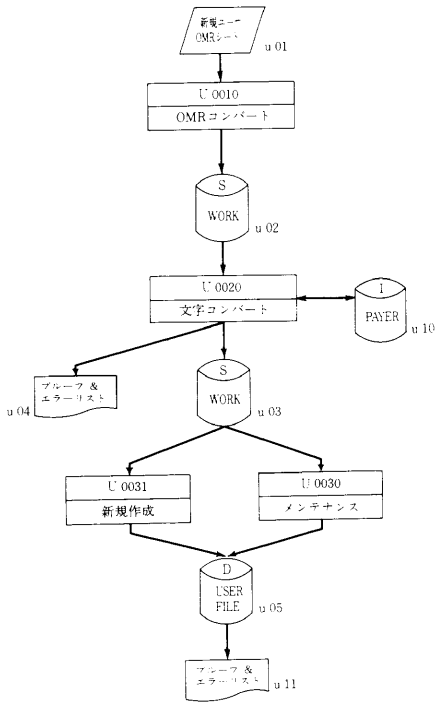 新規ユーザ
OMRシート
u 01
U 0010
OMRコンバート
S
WORK
u 02
U 0020
文字コンバート
I
PAYER
u 10
プルーフ &
エラーリスト
u 04
S
WORK
u 03
U 0031
新規作成
U 0030
メンテナンス
D
USER
FILE
u 05
プルーフ &
エラーリスト
u 11